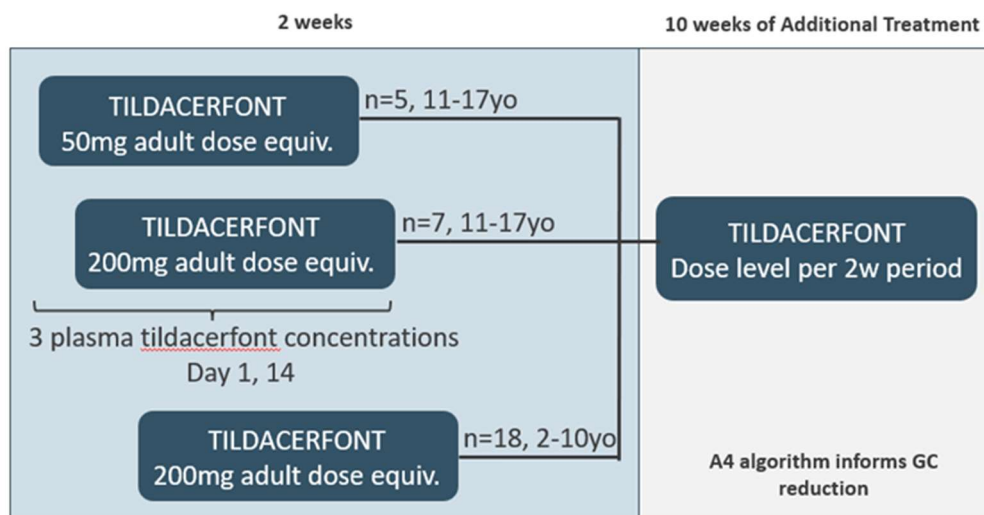 2 weeks
10 weeks of Additional Treatment
TILDACERFONT
50mg adult dose equiv.
n=5, 11-17yo
TILDACERFONT
200mg adult dose equiv.
n=7, 11-17yo
3 plasma tildacerfont concentrations
Day 1, 14
TILDACERFONT
200mg adult dose equiv.
n=18, 2-10yo
TILDACERFONT
Dose level per 2w period
A4 algorithm informs GC
reduction